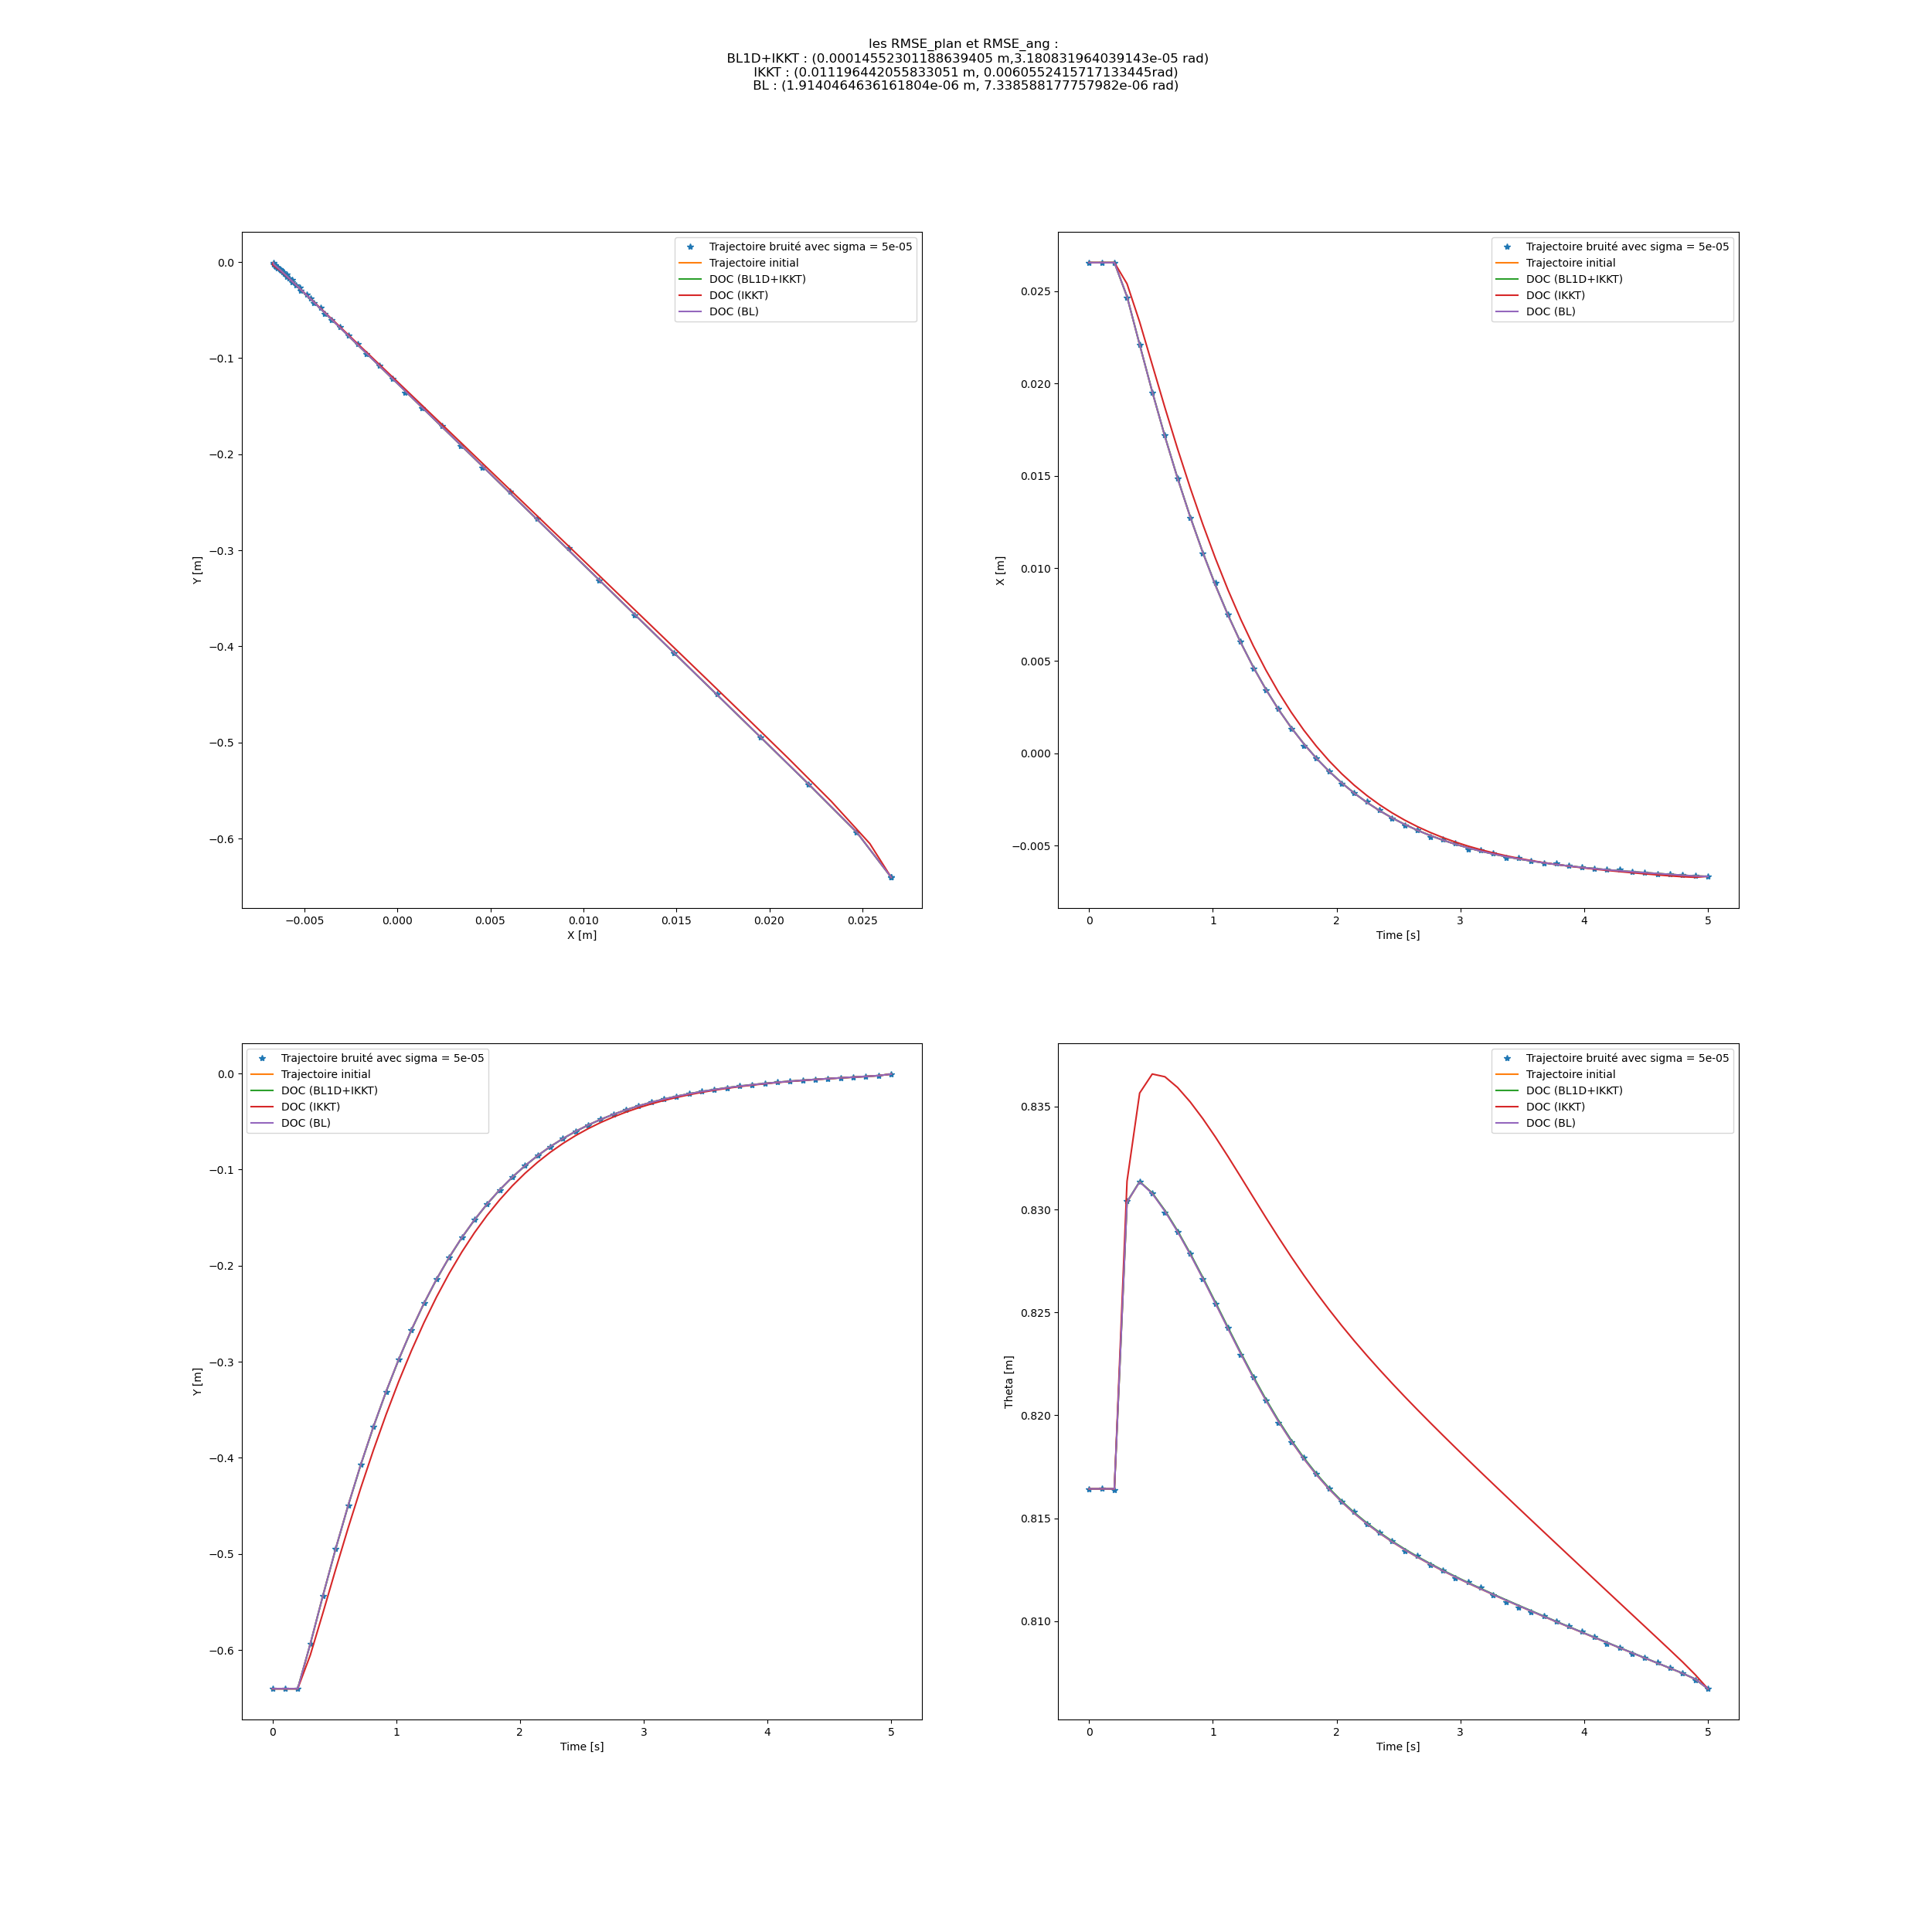 les RMSE_plan et RMSE_ang :
BL1D+IKKT : (0.00014552301188639405 m,3.180831964039143e-05 rad)
IKKT : (0.011196442055833051 m, 0.0060552415717133445rad)
BL : (1.9140464636161804e-06 m, 7.338588177757982e-06 rad)
Trajectoire bruité avec sigma = 5e-05
Trajectoire initial
DOC (BL1D+IKKT)
DOC (IKKT)
DOC (BL)
0.0
−0.1
−0.2
−0.3
−0.4
−0.5
−0.6
Y [m]
−0.005 0.000 0.005 0.010 0.015 0.020 0.025
X [m]
Trajectoire bruité avec sigma = 5e-05
Trajectoire initial
DOC (BL1D+IKKT)
DOC (IKKT)
DOC (BL)
0.025
0.020
0.015
0.010
0.005
0.000
−0.005
X [m]
0 1 2 3 4 5
Time [s]
Trajectoire bruité avec sigma = 5e-05
Trajectoire initial
DOC (BL1D+IKKT)
DOC (IKKT)
DOC (BL)
0.0
−0.1
−0.2
−0.3
−0.4
−0.5
−0.6
Y [m]
0 1 2 3 4 5
Time [s]
Trajectoire bruité avec sigma = 5e-05
Trajectoire initial
DOC (BL1D+IKKT)
DOC (IKKT)
DOC (BL)
0.835
0.830
0.825
0.820
0.815
0.810
Theta [m]
0 1 2 3 4 5
Time [s]